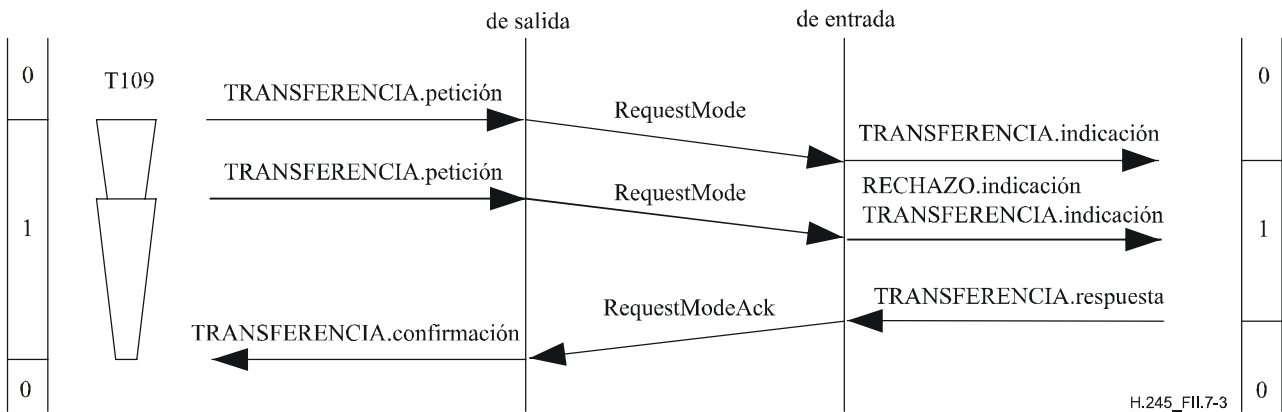 de salida
de entrada
0
T109
0
TRANSFERENCIA.petición
RequestMode
TRANSFERENCIA.indicación
TRANSFERENCIA.petición
RequestMode
RECHAZO.indicación
TRANSFERENCIA.indicación
1
1
TRANSFERENCIA.respuesta
RequestModeAck
TRANSFERENCIA.confirmación
0
0
H.245_FII.7-3